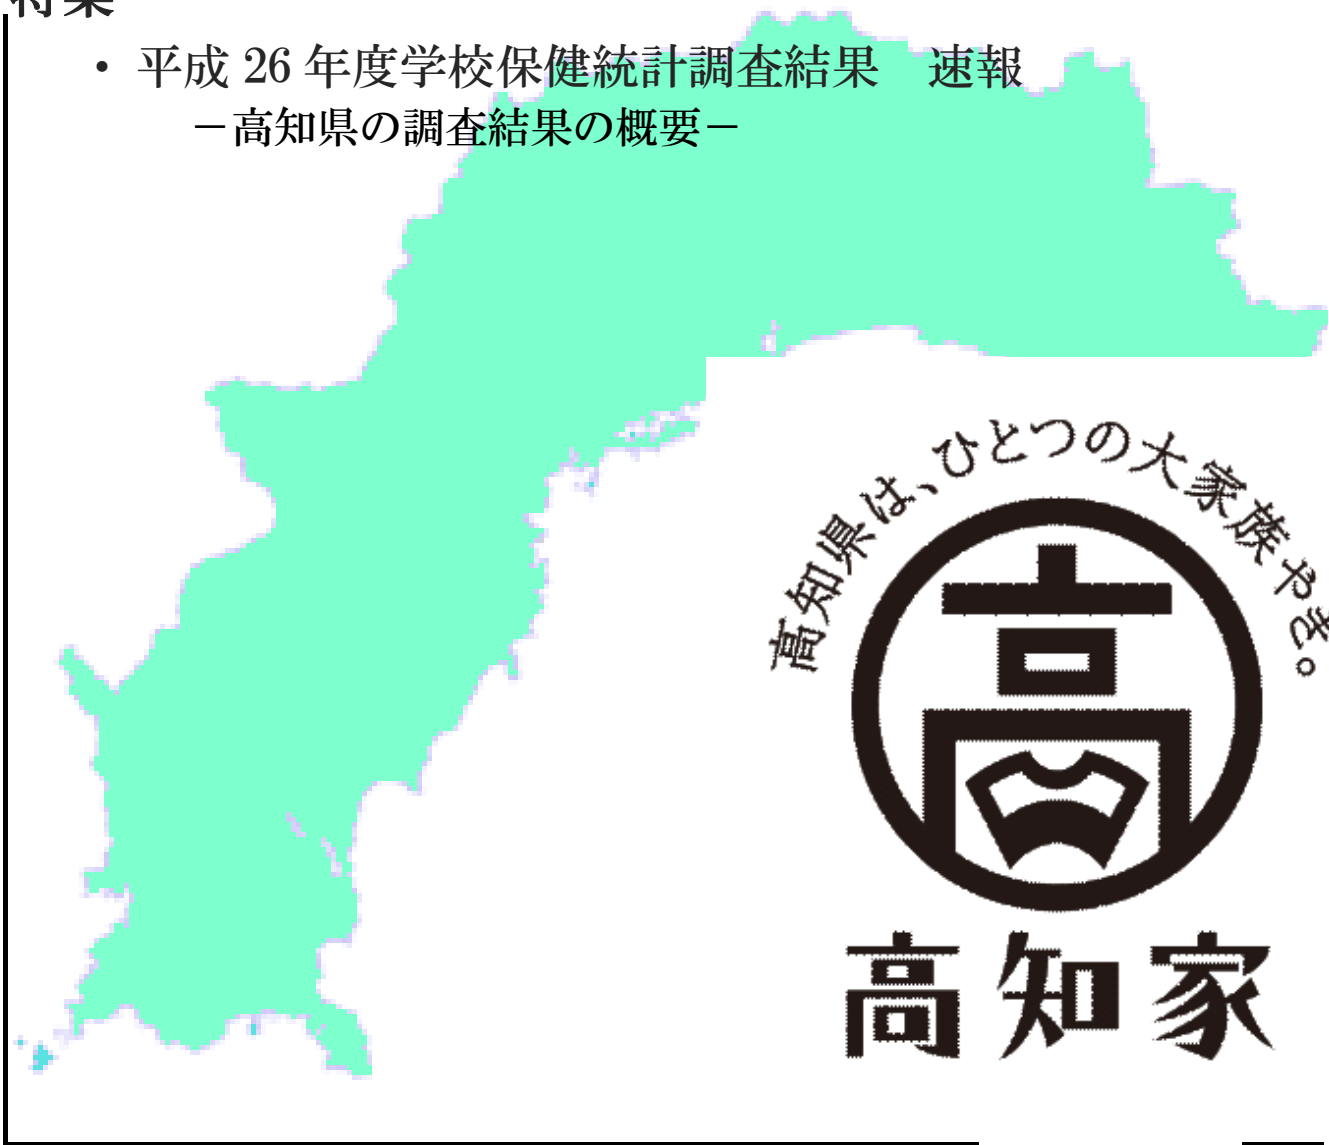 特集
・平成 26 年度学校保健統計調査結果　速報
－高知県の調査結果の概要－
高知県は、ひとつの大家族やき。
高
高知家